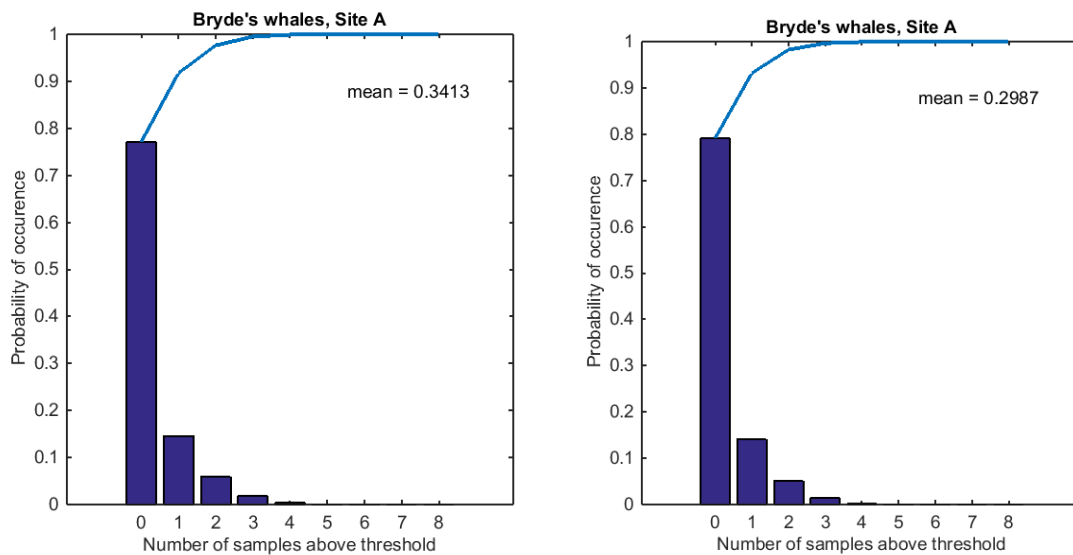 Bryde's whales, Site A
mean = 0.3413
Probability of occurence
1
0.9
0.8
0.7
0.6
0.5
0.4
0.3
0.2
0.1
0
0 1 2 3 4 5 6 7 8
Number of samples above threshold
Bryde's whales, Site A
mean = 0.2987
Probability of occurence
1
0.9
0.8
0.7
0.6
0.5
0.4
0.3
0.2
0.1
0
0 1 2 3 4 5 6 7 8
Number of samples above threshold